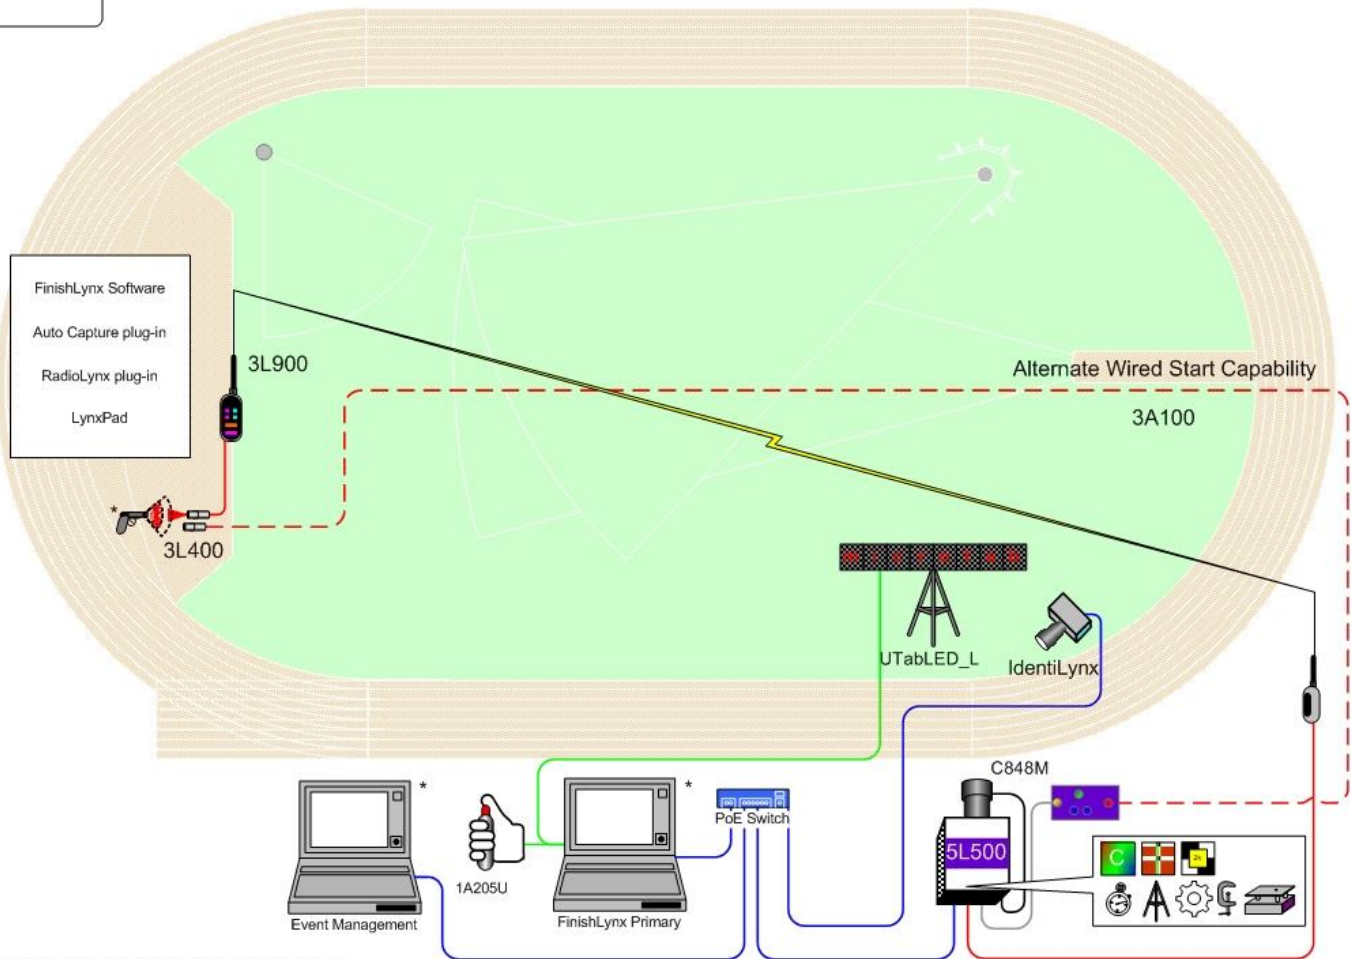 FinishLynx Software
Auto Capture plug-in
RadioLynx plug-in
LynxPad
3L900
Alternate Wired Start Capability
3A100
*
3L400
UTabLED_L
IdentiLynx
C848M
*
*
PoE Switch
5L500
C
2k
1A205U
Event Management
FinishLynx Primary